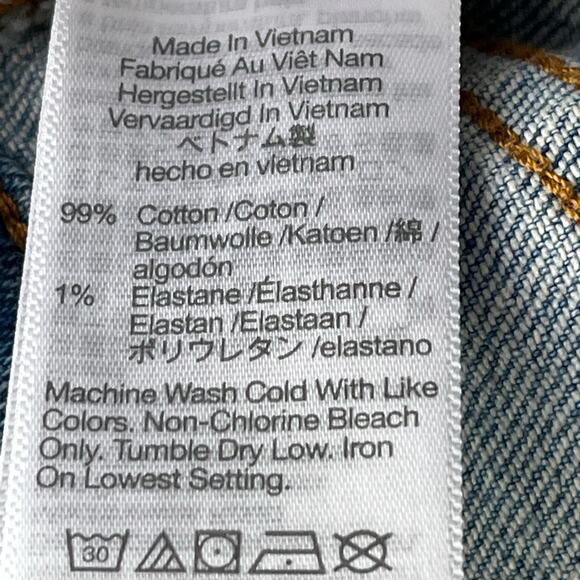 Made In Vietnam
Fabriqué Au Viêt Nam
Hergestellt In Vietnam
Vervaardigd In Vietnam
ベトナム製
hecho en vietnam
99% Cotton /Coton /
Baumwolle /Katoen /綿 /
algodón
1% Elastane /Élasthanne /
Elastan /Elastaan /
ポリウレタン /elastano
Machine Wash Cold With Like
Colors. Non-Chlorine Bleach
Only. Tumble Dry Low. Iron
On Lowest Setting.
30